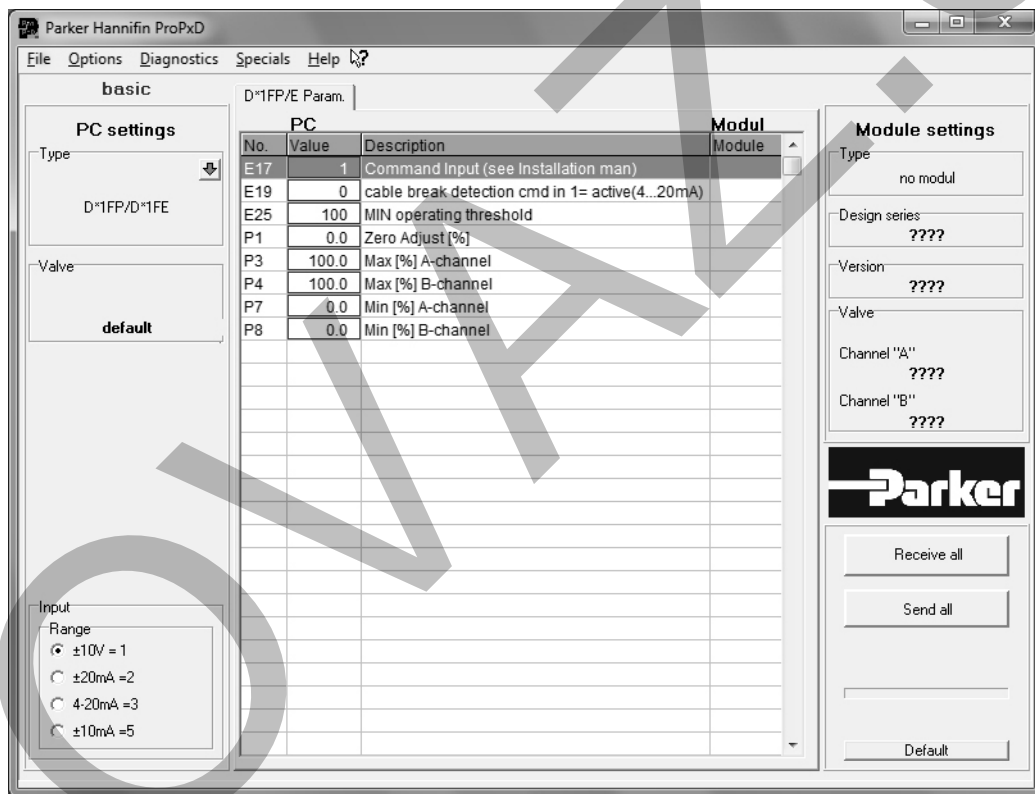 Parker Hannifin ProPxD
File Options Diagnostics Specials Help
basic
PC settings
Type
D*1FP/D*1FE
Valve
default
Input
Range
±10V = 1
±20mA =2
4-20mA =3
±10mA =5
D*1FP/E Param.
PC Modul
No. Value Description Module
E17 1 Command Input (see Installation man)
E19 0 cable break detection cmd in 1= active(4...20mA)
E25 100 MIN operating threshold
P1 0.0 Zero Adjust [%]
P3 100.0 Max [%] A-channel
P4 100.0 Max [%] B-channel
P7 0.0 Min [%] A-channel
P8 0.0 Min [%] B-channel
Module settings
Type
no modul
Design series
????
Version
????
Valve
Channel "A"
????
Channel "B"
????
Parker
Receive all
Send all
Default
OVAZ.